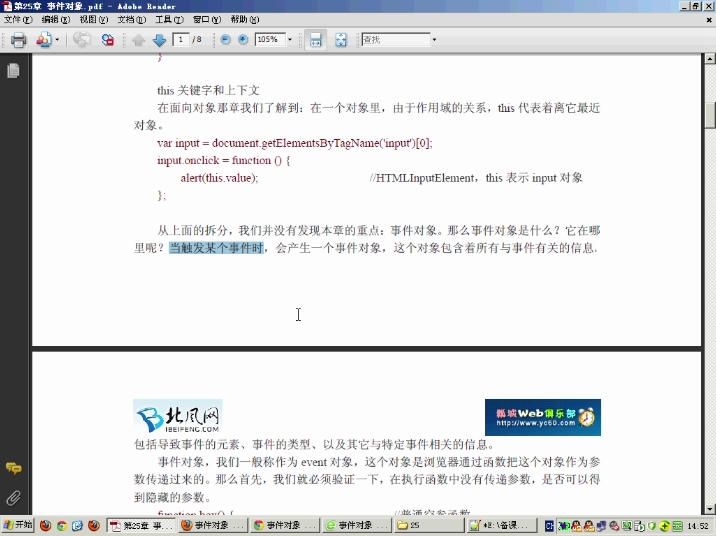 第25章 事件对象.pdf - Adobe Reader
文件(F) 编辑(E) 视图(V) 文档(D) 工具(T) 窗口(W) 帮助(H)
1 / 8 105% 查找
}
this 关键字和上下文
在面向对象那章我们了解到：在一个对象里，由于作用域的关系，this 代表着离它最近
对象。
var input = document.getElementsByTagName('input')[0];
input.onclick = function () {
alert(this.value); //HTMLInputElement，this 表示 input 对象
};
从上面的拆分，我们并没有发现本章的重点：事件对象。那么事件对象是什么？它在哪
里呢？当触发某个事件时，会产生一个事件对象，这个对象包含着所有与事件有关的信息.
北风网
IBEIFENG.COM
瓢城Web俱乐部
http://www.yc60.com
包括导致事件的元素、事件的类型、以及其它与特定事件相关的信息。
事件对象，我们一般称作为 event 对象，这个对象是浏览器通过函数把这个对象作为参
数传递过来的。那么首先，我们就必须验证一下，在执行函数中没有传递参数，是否可以得
到隐藏的参数。
function box() { //普通空参函数
开始 第25章 事... 事件对象 ... 事件对象 ... 事件对象 ... 25 *E:\备课... CH 14:52